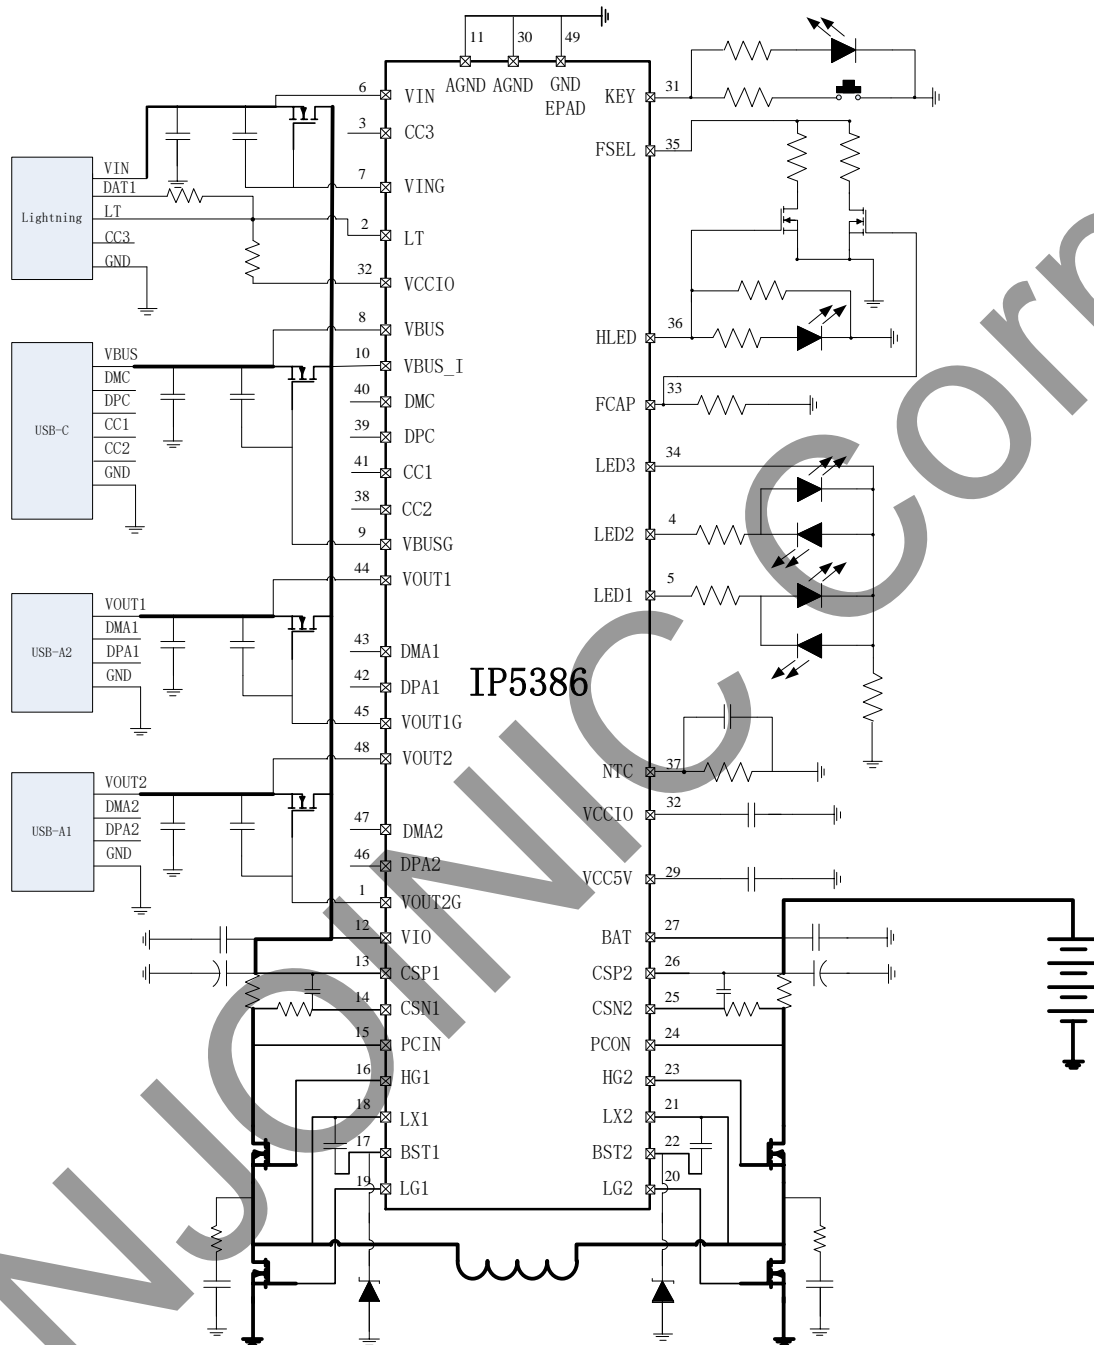 11 30 49
AGND AGND GND
EPAD
6 VIN
3 CC3
7 VING
2 LT
32 VCCIO
8 VBUS
10 VBUS_I
40 DMC
39 DPC
41 CC1
38 CC2
9 VBUSG
44 VOUT1
43 DMA1
42 DPA1
45 VOUT1G
48 VOUT2
47 DMA2
46 DPA2
1 VOUT2G
12 VIO
13 CSP1
14 CSN1
15 PCIN
16 HG1
18 LX1
17 BST1
19 LG1
Lightning
VIN
DAT1
LT
CC3
GND
USB-C
VBUS
DMC
DPC
CC1
CC2
GND
USB-A2
VOUT1
DMA1
DPA1
GND
USB-A1
VOUT2
DMA2
DPA2
GND
IP5386
KEY 31
FSEL 35
HLED 36
FCAP 33
LED3 34
LED2 4
LED1 5
NTC 37
VCCIO 32
VCC5V 29
BAT 27
CSP2 26
CSN2 25
PCON 24
HG2 23
LX2 21
BST2 22
LG2 20
NJOINIC Corp